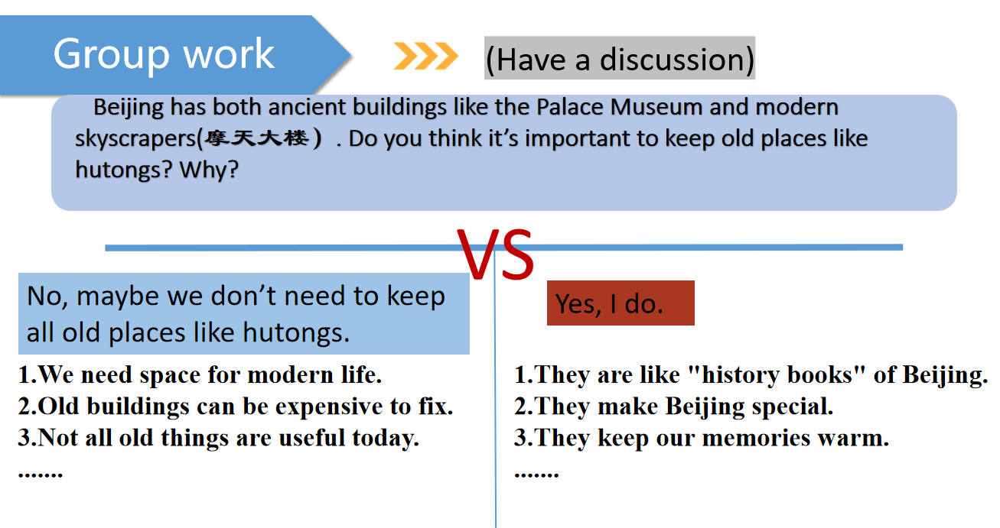 Group work
(Have a discussion)
Beijing has both ancient buildings like the Palace Museum and modern
skyscrapers(摩天大楼）. Do you think it’s important to keep old places like
hutongs? Why?
VS
No, maybe we don’t need to keep
all old places like hutongs.
1.We need space for modern life.
2.Old buildings can be expensive to fix.
3.Not all old things are useful today.
.......
Yes, I do.
1.They are like "history books" of Beijing.
2.They make Beijing special.
3.They keep our memories warm.
.......